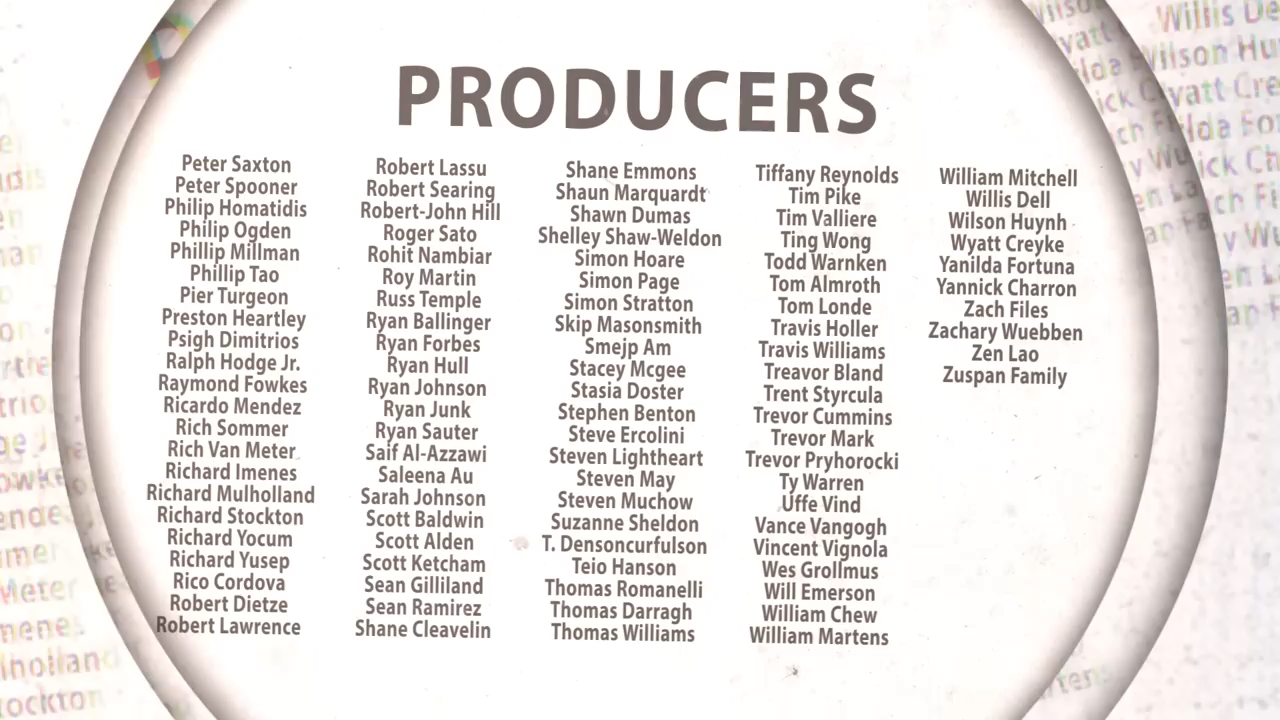 PRODUCERS
Peter Saxton
Peter Spooner
Philip Homatidis
Philip Ogden
Phillip Millman
Phillip Tao
Pier Turgeon
Preston Heartley
Psigh Dimitrios
Ralph Hodge Jr.
Raymond Fowkes
Ricardo Mendez
Rich Sommer
Rich Van Meter
Richard Imenes
Richard Mulholland
Richard Stockton
Richard Yocum
Richard Yusep
Rico Cordova
Robert Dietze
Robert Lawrence
Robert Lassu
Robert Searing
Robert-John Hill
Roger Sato
Rohit Nambiar
Roy Martin
Russ Temple
Ryan Ballinger
Ryan Forbes
Ryan Hull
Ryan Johnson
Ryan Junk
Ryan Sauter
Saif Al-Azzawi
Saleena Au
Sarah Johnson
Scott Baldwin
Scott Alden
Scott Ketcham
Sean Gilliland
Sean Ramirez
Shane Cleavelin
Shane Emmons
Shaun Marquardt
Shawn Dumas
Shelley Shaw-Weldon
Simon Hoare
Simon Page
Simon Stratton
Skip Masonsmith
Smejp Am
Stacey Mcgee
Stasia Doster
Stephen Benton
Steve Ercolini
Steven Lightheart
Steven May
Steven Muchow
Suzanne Sheldon
T. Densoncurfulson
Teio Hanson
Thomas Romanelli
Thomas Darragh
Thomas Williams
Tiffany Reynolds
Tim Pike
Tim Valliere
Ting Wong
Todd Warnken
Tom Almroth
Tom Londe
Travis Holler
Travis Williams
Treavor Bland
Trent Styrcula
Trevor Cummins
Trevor Mark
Trevor Pryhorocki
Ty Warren
Uffe Vind
Vance Vangogh
Vincent Vignola
Wes Grollmus
Will Emerson
William Chew
William Martens
William Mitchell
Willis Dell
Wilson Huynh
Wyatt Creyke
Yanilda Fortuna
Yannick Charron
Zach Files
Zachary Wuebben
Zen Lao
Zuspan Family